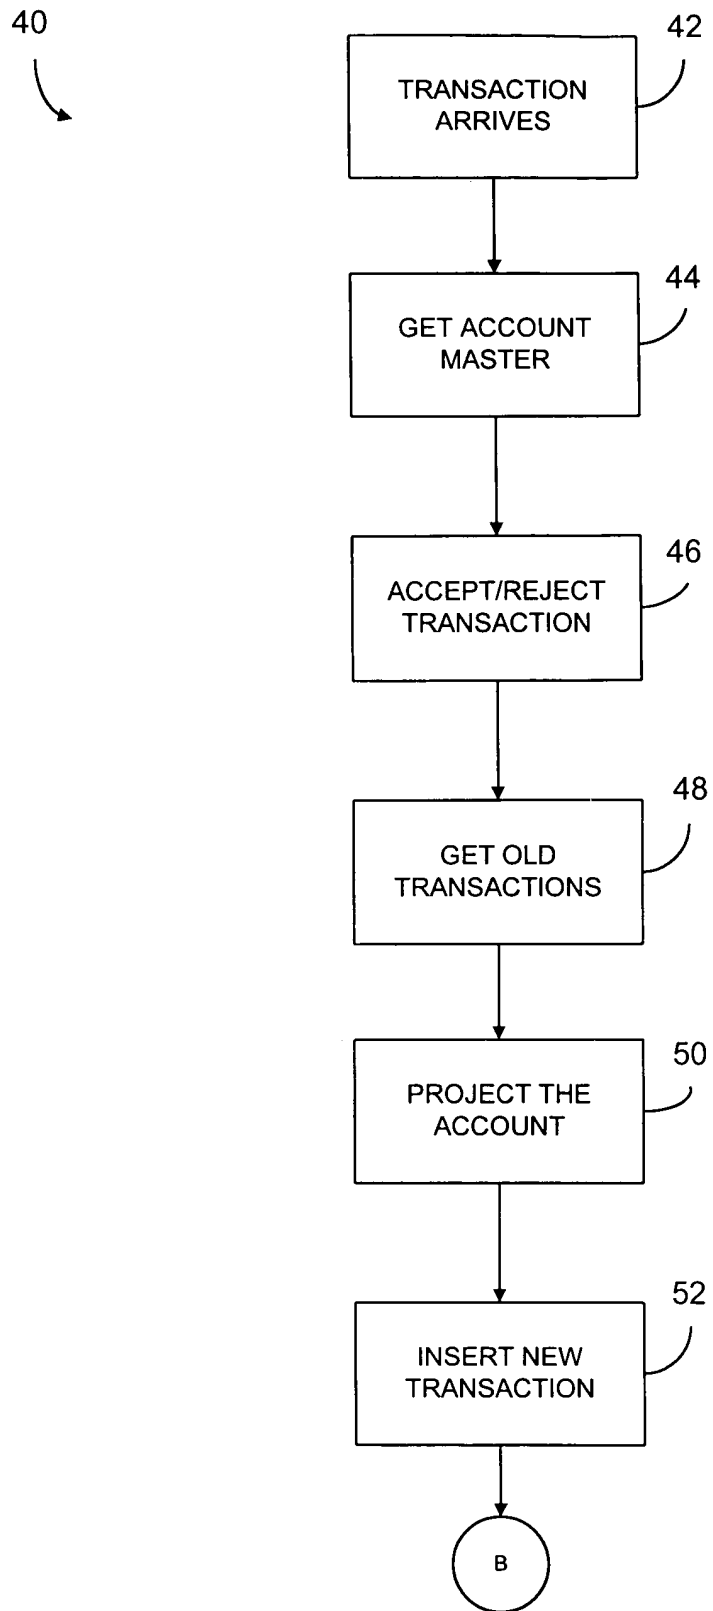 40
42
TRANSACTION
ARRIVES
44
GET ACCOUNT
MASTER
46
ACCEPT/REJECT
TRANSACTION
48
GET OLD
TRANSACTIONS
50
PROJECT THE
ACCOUNT
52
INSERT NEW
TRANSACTION
B